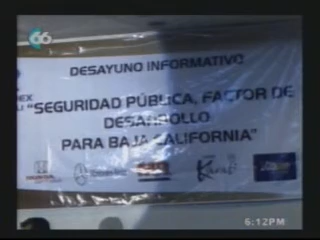 66
DESAYUNO INFORMATIVO
"SEGURIDAD PÚBLICA, FACTOR DE
DESARROLLO
PARA BAJA CALIFORNIA"
6:12PM